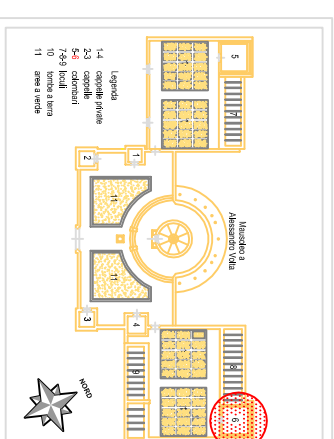 Legenda
1-4 cappelle private
2-3 cappelle
5-6 colombari
7-8-9 loculi
10 tombe a terra
11 aree a verde
Mausoleo a
Alessandro Volta
NORD
5
7
2
1
11
11
3
4
8
9
6